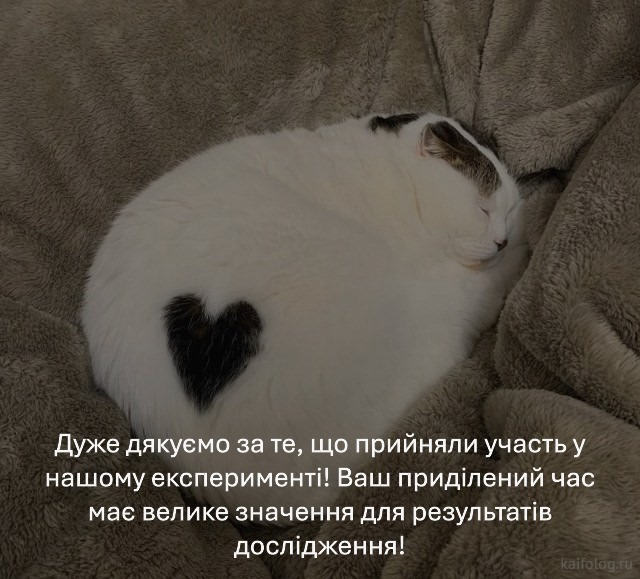 Дуже дякуємо за те, що прийняли участь у
нашому експерименті! Ваш приділений час
має велике значення для результатів
дослідження!
kaifolog.ru